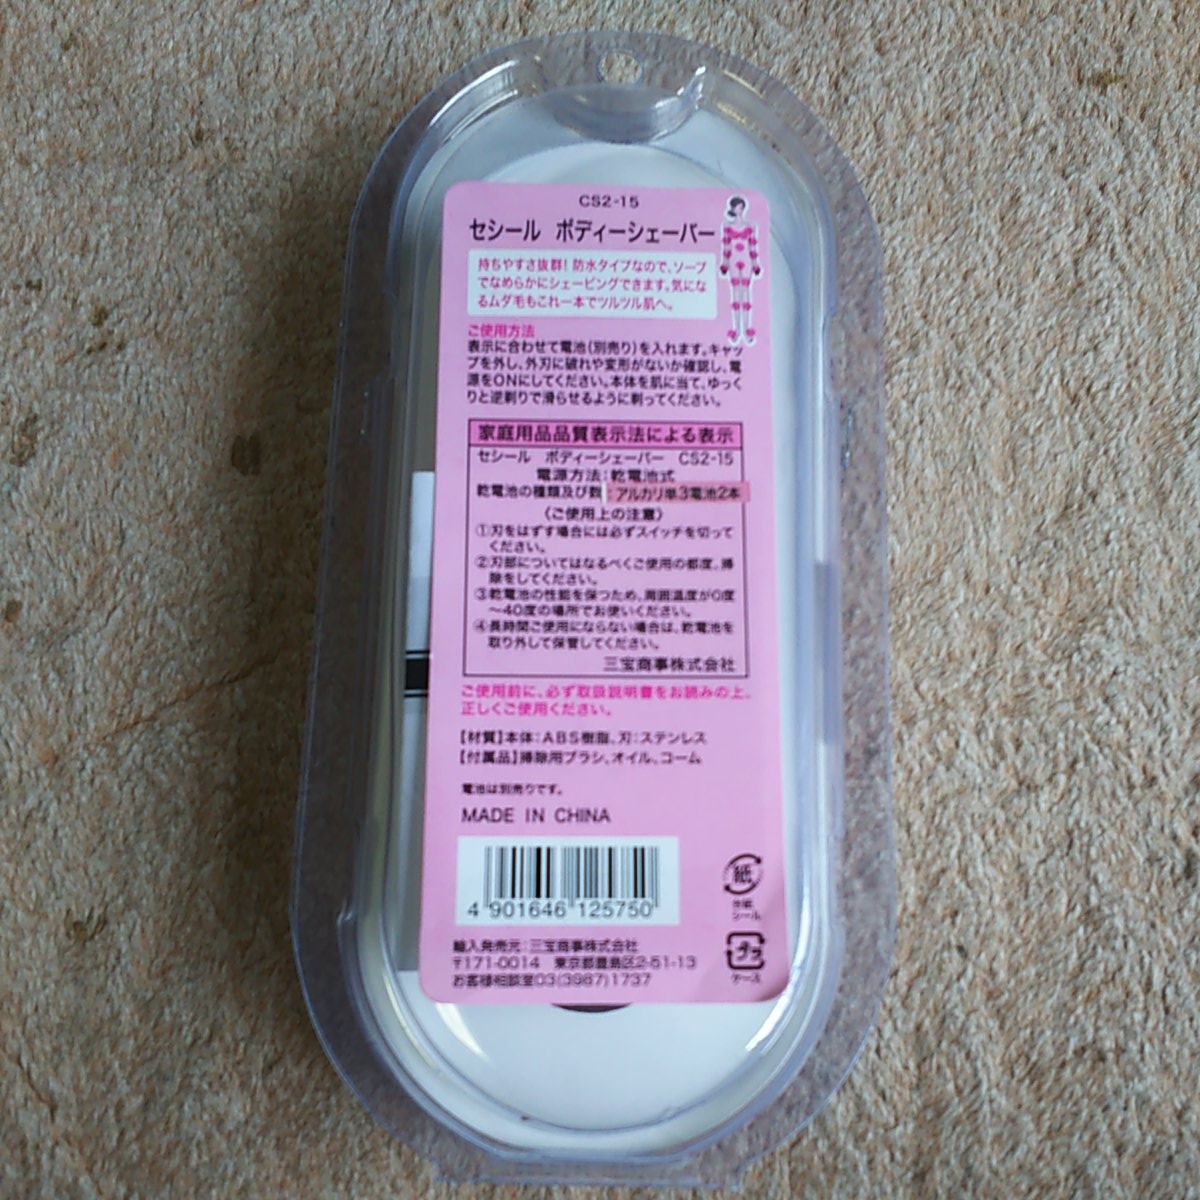 CS2-15
セシール ボディーシェーバー
持ちやすさ抜群! 防水タイプなので、ソープ
でなめらかにシェービングできます。気にな
るムダ毛もこれ一本でツルツル肌へ。
ご使用方法
表示に合わせて電池(別売り)を入れます。キャッ
プを外し、外刃に破れや変形がないか確認し、電
源をONにしてください。本体を肌に当て、ゆっく
りと逆剃りで滑らせるように剃ってください。
家庭用品品質表示法による表示
セシール ボディーシェーバー CS2-15
電源方法:乾電池式
乾電池の種類及び数:アルカリ単3電池2本
〈ご使用上の注意〉
①刃をはずす場合には必ずスイッチを切って
ください。
②刃部についてはなるべくご使用の都度、掃
除をしてください。
③乾電池の性能を保つため、周囲温度が0度
〜40度の場所でお使いください。
④長時間ご使用にならない場合は、乾電池を
取り外して保管してください。
三宝商事株式会社
ご使用前に、必ず取扱説明書をお読みの上、
正しくご使用ください。
【材質】本体:ABS樹脂、刃:ステンレス
【付属品】掃除用ブラシ、オイル、コーム
電池は別売りです。
MADE IN CHINA
4 901646 125750
紙
台紙
シール
プラ
ケース
輸入発売元:三宝商事株式会社
〒171-0014 東京都豊島区2-51-13
お客様相談室03(3987)1737